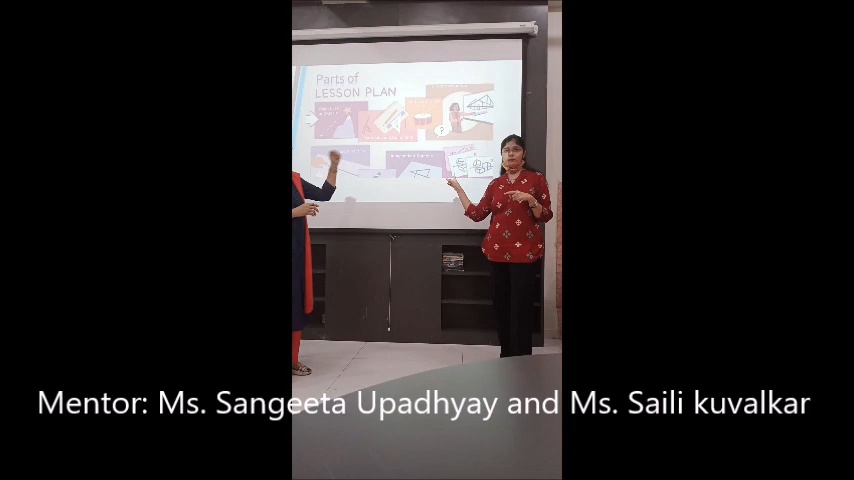 Parts of
LESSON PLAN
Mentor: Ms. Sangeeta Upadhyay and Ms. Saili kuvalkar